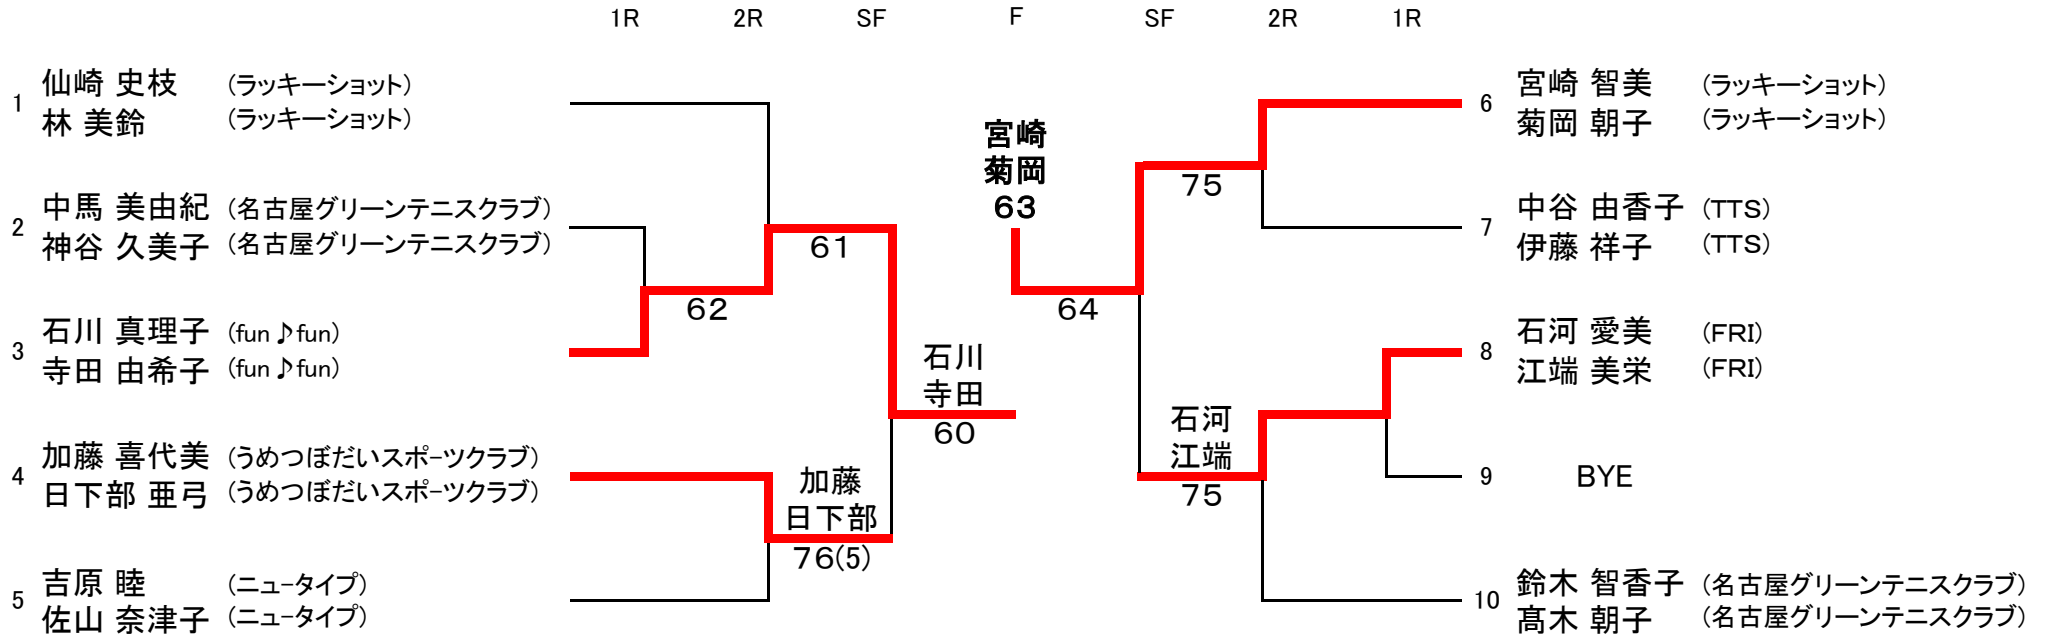 1R 2R SF F SF 2R 1R
1 仙崎 史枝 (ラッキーショット)
林 美鈴 (ラッキーショット)
2 中馬 美由紀 (名古屋グリーンテニスクラブ)
神谷 久美子 (名古屋グリーンテニスクラブ)
3 石川 真理子 (fun♪fun)
寺田 由希子 (fun♪fun)
4 加藤 喜代美 (うめつぼだいスポーツクラブ)
日下部 亜弓 (うめつぼだいスポーツクラブ)
5 吉原 睦 (ニュータイプ)
佐山 奈津子 (ニュータイプ)
62
61
加藤
日下部
76(5)
石川
寺田
60
宮崎
菊岡
63
64
75
石河
江端
75
6 宮崎 智美 (ラッキーショット)
菊岡 朝子 (ラッキーショット)
7 中谷 由香子 (TTS)
伊藤 祥子 (TTS)
8 石河 愛美 (FRI)
江端 美栄 (FRI)
9 BYE
10 鈴木 智香子 (名古屋グリーンテニスクラブ)
髙木 朝子 (名古屋グリーンテニスクラブ)